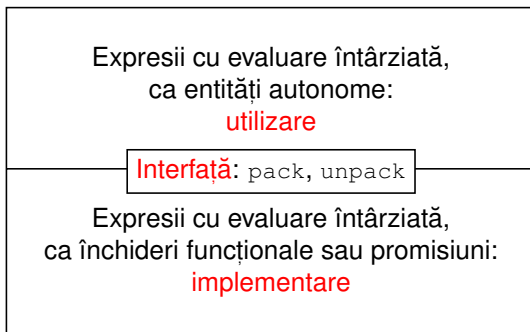 Expresii cu evaluare întârziată,
ca entități autonome:
utilizare
Interfață: pack, unpack
Expresii cu evaluare întârziată,
ca închideri funcționale sau promisiuni:
implementare